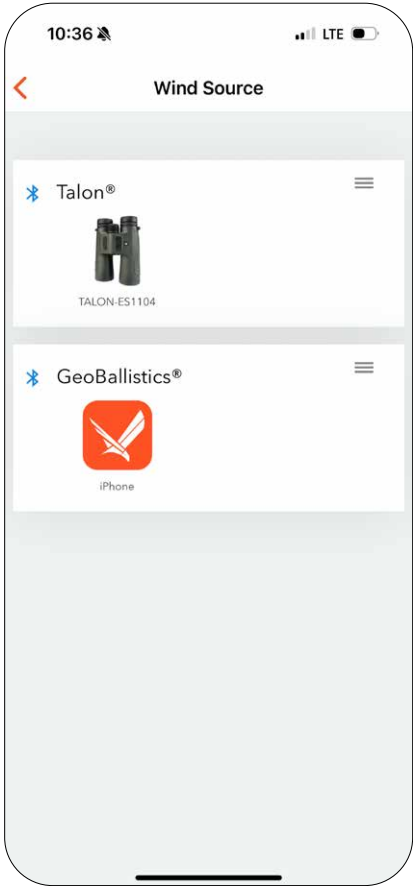 10:36 LTE
Wind Source
Talon®
TALON-ES1104
GeoBallistics®
iPhone